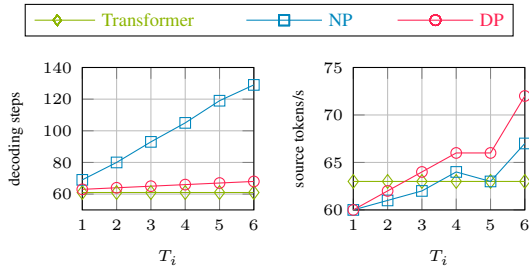 Transformer NP DP
decoding steps
140
120
100
80
60
1 2 3 4 5 6
T_i
source tokens/s
75
70
65
60
1 2 3 4 5 6
T_i